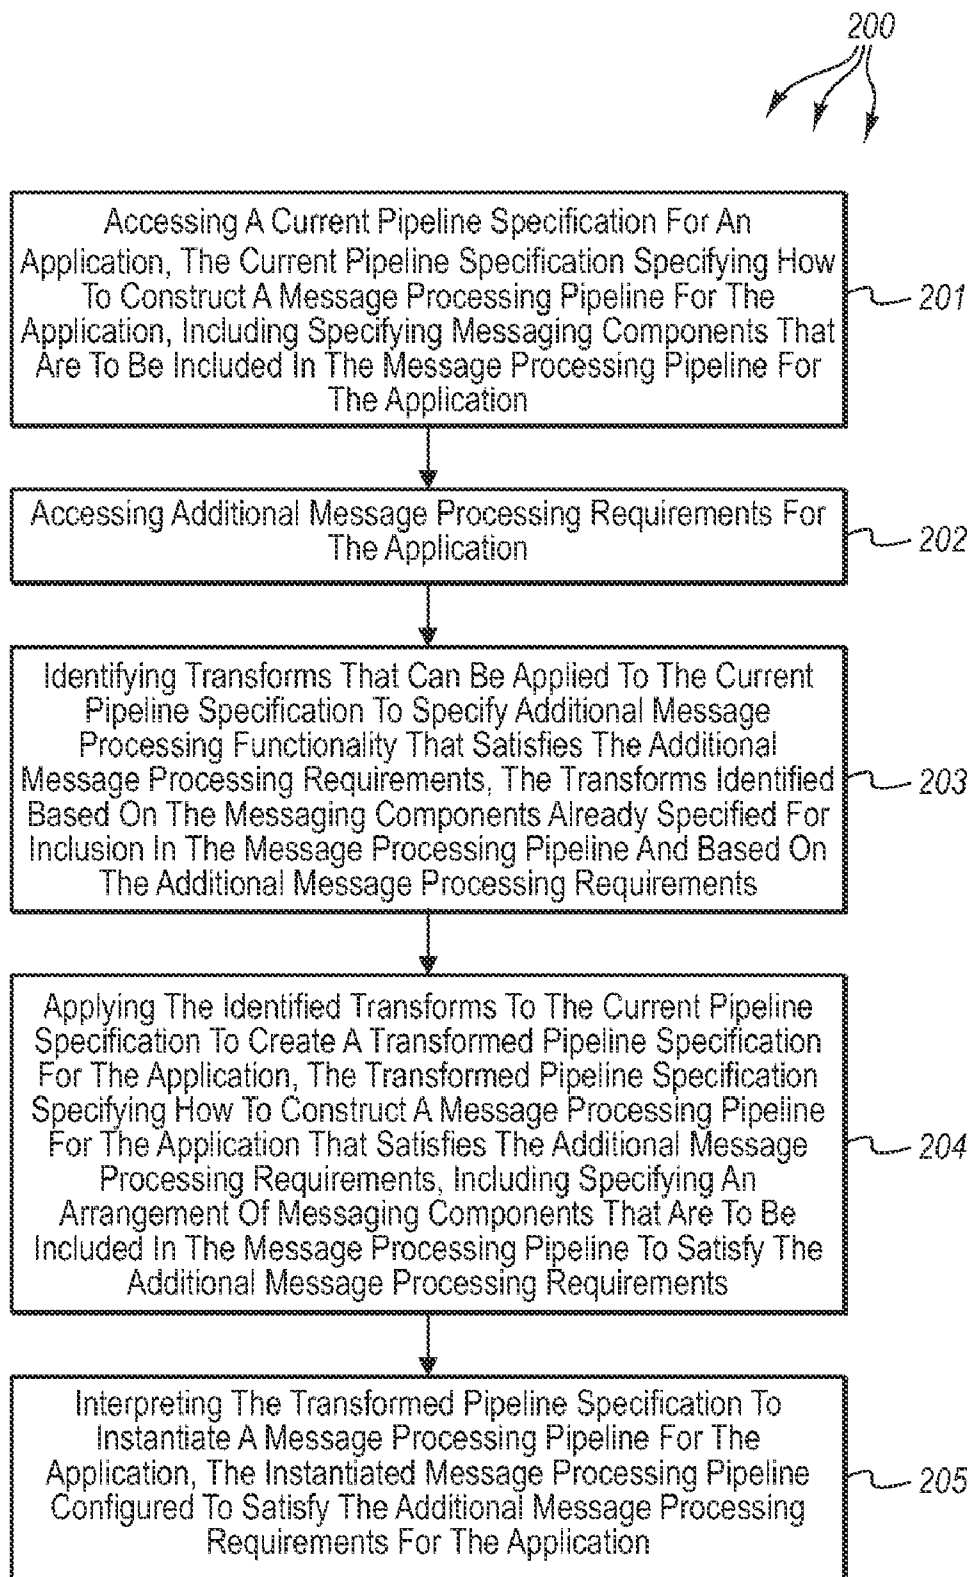 200
Accessing A Current Pipeline Specification For An
Application, The Current Pipeline Specification Specifying How
To Construct A Message Processing Pipeline For The
Application, Including Specifying Messaging Components That
Are To Be Included In The Message Processing Pipeline For
The Application
201
Accessing Additional Message Processing Requirements For
The Application
202
Identifying Transforms That Can Be Applied To The Current
Pipeline Specification To Specify Additional Message
Processing Functionality That Satisfies The Additional
Message Processing Requirements, The Transforms Identified
Based On The Messaging Components Already Specified For
Inclusion In The Message Processing Pipeline And Based On
The Additional Message Processing Requirements
203
Applying The Identified Transforms To The Current Pipeline
Specification To Create A Transformed Pipeline Specification
For The Application, The Transformed Pipeline Specification
Specifying How To Construct A Message Processing Pipeline
For The Application That Satisfies The Additional Message
Processing Requirements, Including Specifying An
Arrangement Of Messaging Components That Are To Be
Included In The Message Processing Pipeline To Satisfy The
Additional Message Processing Requirements
204
Interpreting The Transformed Pipeline Specification To
Instantiate A Message Processing Pipeline For The
Application, The Instantiated Message Processing Pipeline
Configured To Satisfy The Additional Message Processing
Requirements For The Application
205